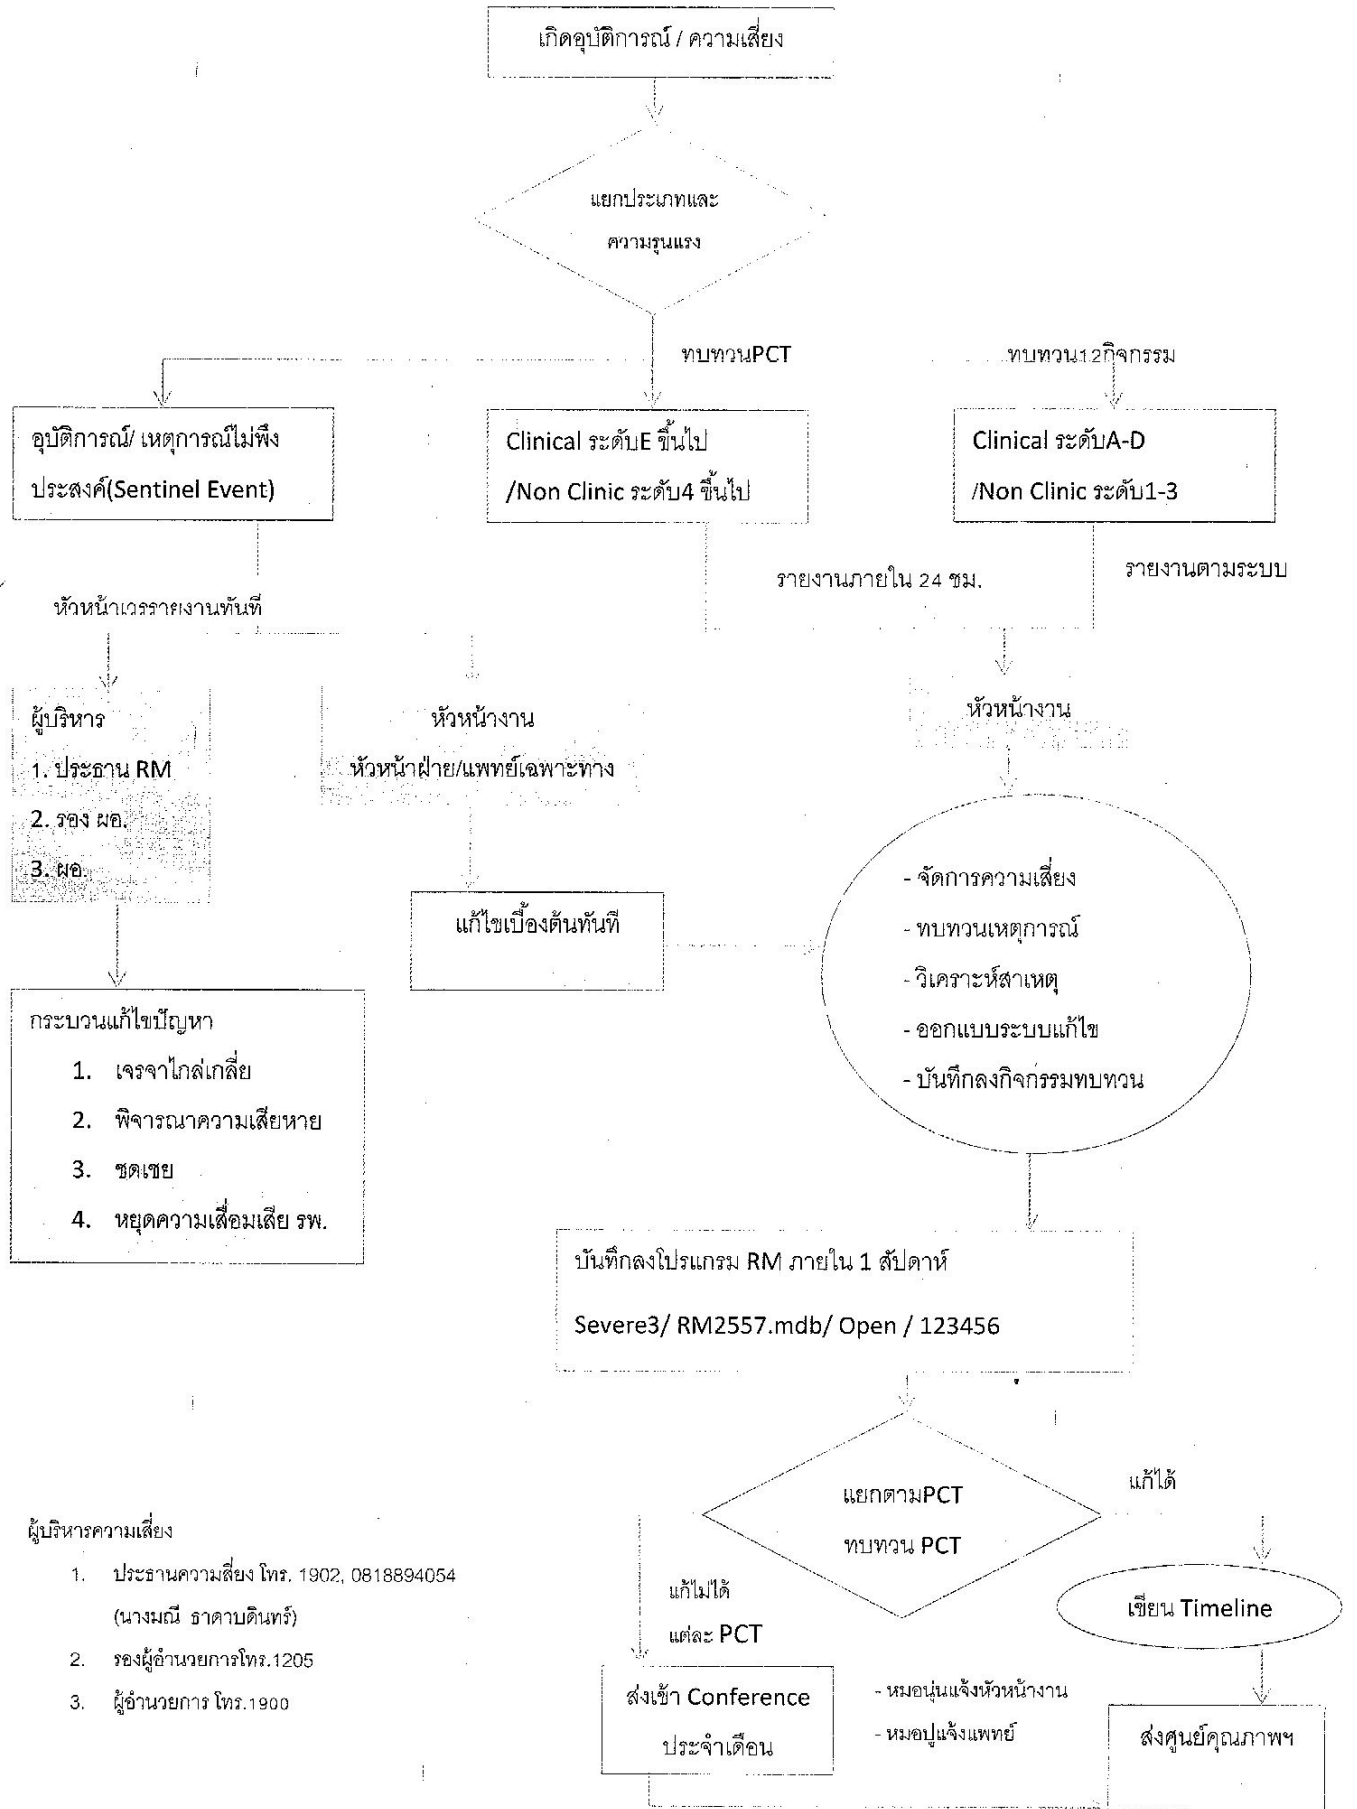 เกิดอุบัติการณ์ / ความเสี่ยง
แยกประเภทและ
ความรุนแรง
ทบทวนPCT
ทบทวน12กิจกรรม
อุบัติการณ์/ เหตุการณ์ไม่พึง
ประสงค์(Sentinel Event)
Clinical ระดับE ขึ้นไป
/Non Clinic ระดับ4 ขึ้นไป
Clinical ระดับA-D
/Non Clinic ระดับ1-3
หัวหน้าเวรรายงานทันที
รายงานภายใน 24 ชม.
รายงานตามระบบ
ผู้บริหาร
1. ประธาน RM
2. รอง ผอ.
3. ผอ.
หัวหน้างาน
หัวหน้าฝ่าย/แพทย์เฉพาะทาง
หัวหน้างาน
แก้ไขเบื้องต้นทันที
- จัดการความเสี่ยง
- ทบทวนเหตุการณ์
- วิเคราะห์สาเหตุ
- ออกแบบระบบแก้ไข
- บันทึกลงกิจกรรมทบทวน
กระบวนแก้ไขปัญหา
1. เจรจาไกล่เกลี่ย
2. พิจารณาความเสียหาย
3. ชดเชย
4. หยุดความเสื่อมเสีย รพ.
บันทึกลงโปรแกรม RM ภายใน 1 สัปดาห์
Severe3/ RM2557.mdb/ Open / 123456
แยกตามPCT
ทบทวน PCT
แก้ได้
แก้ไม่ได้
แต่ละ PCT
เขียน Timeline
ส่งเข้า Conference
ประจำเดือน
- หมอนุ่นแจ้งหัวหน้างาน
- หมอปูแจ้งแพทย์
ส่งศูนย์คุณภาพฯ
ผู้บริหารความเสี่ยง
1. ประธานความสี่ยง โทร. 1902, 0818894054
(นางมณี ธาดาบดินทร์)
2. รองผู้อำนวยการโทร.1205
3. ผู้อำนวยการ โทร.1900